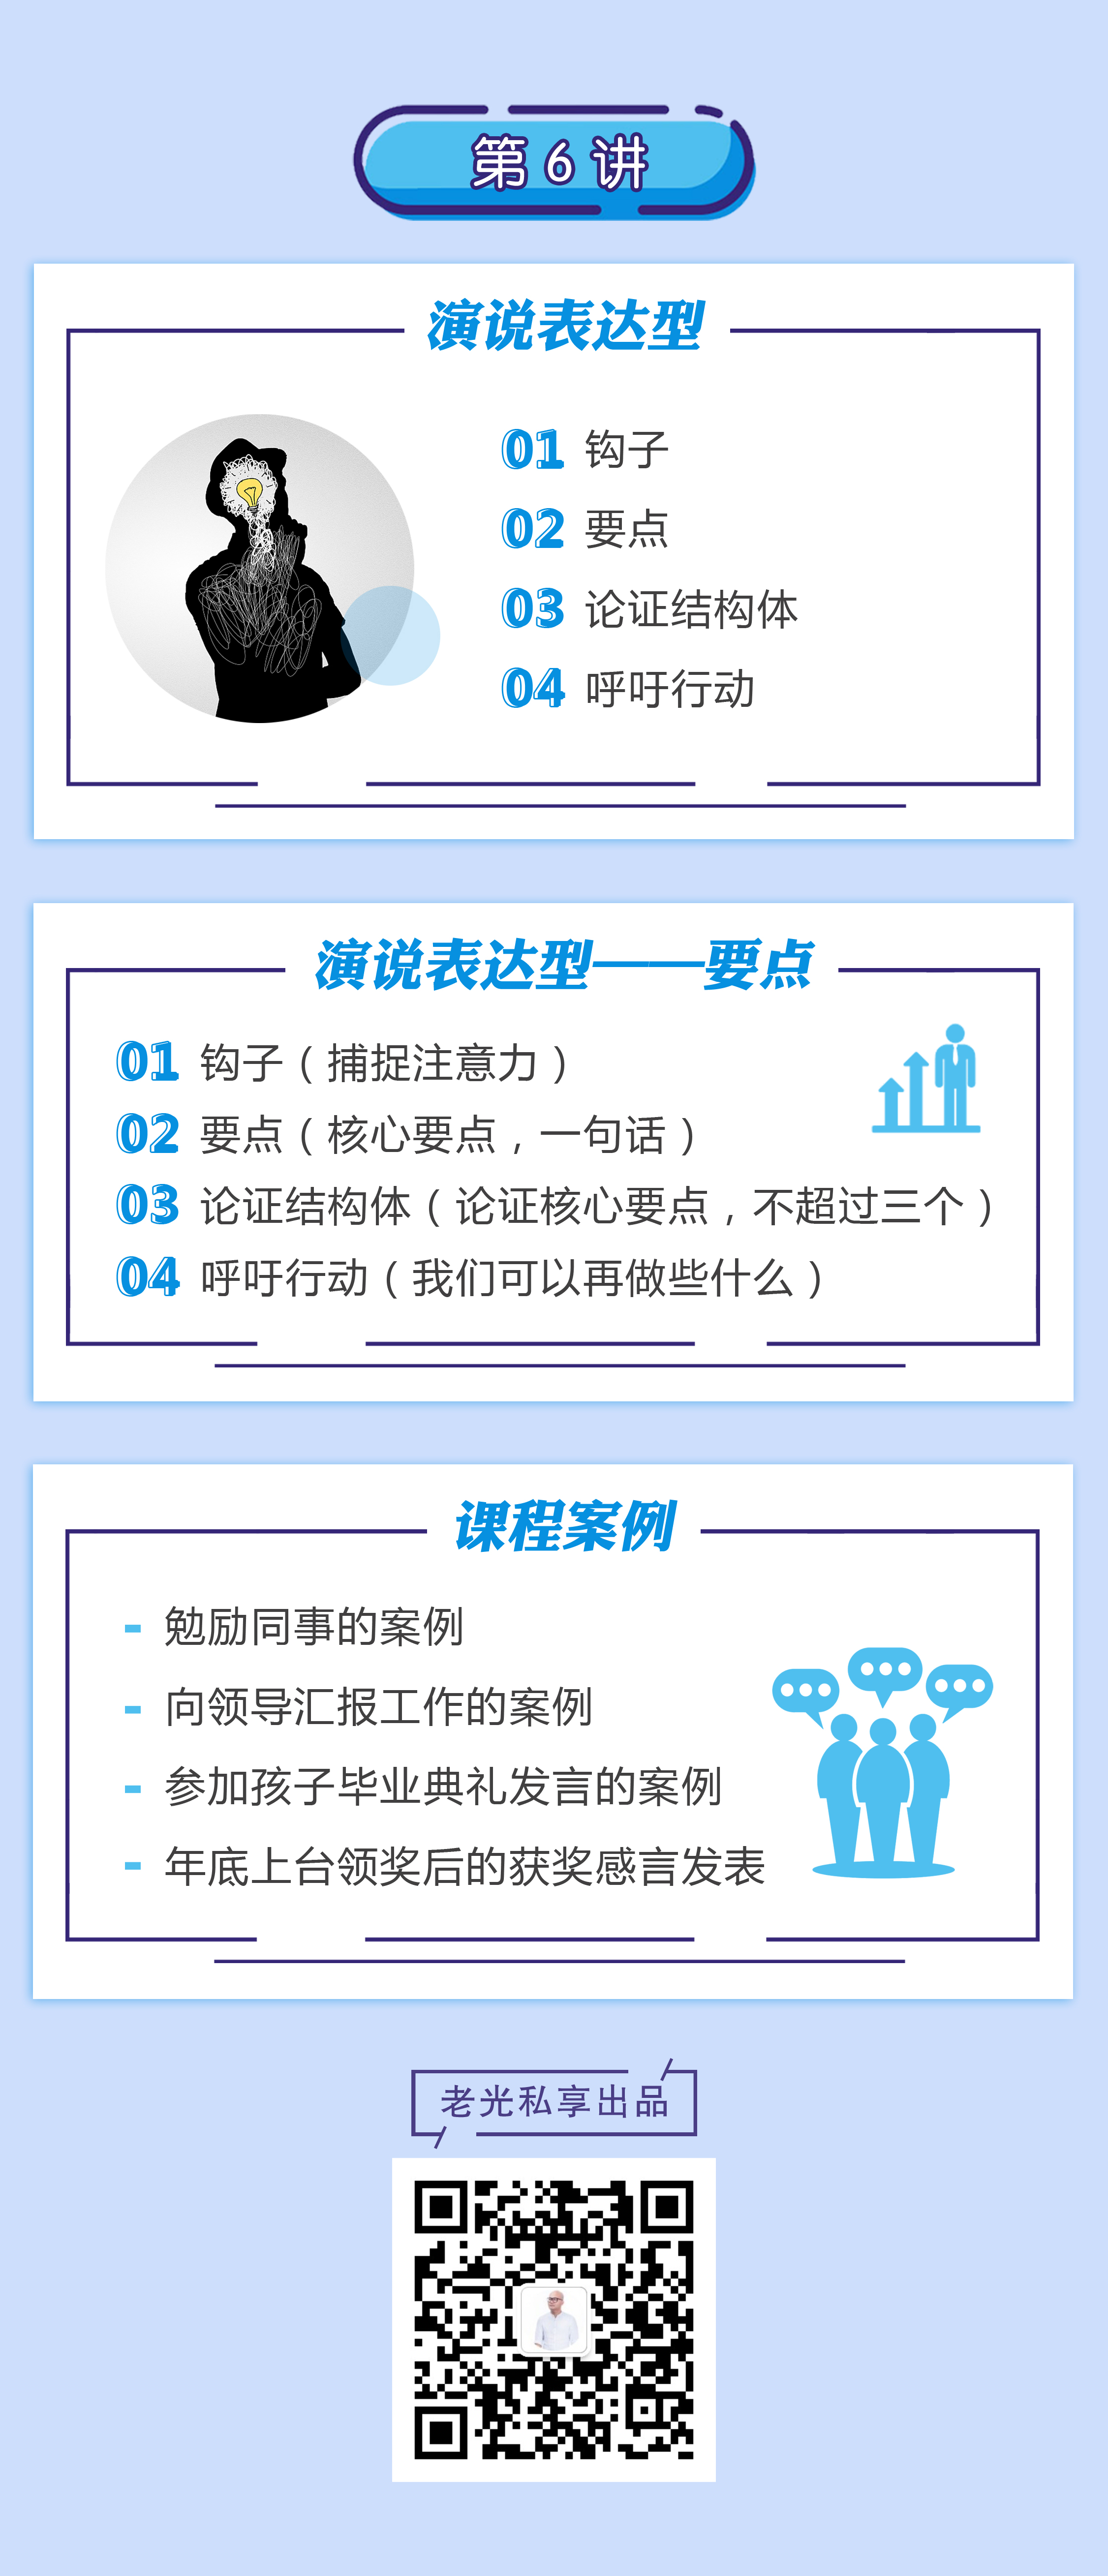 第 6 讲
演说表达型
01 钩子
02 要点
03 论证结构体
04 呼吁行动
演说表达型——要点
01 钩子（捕捉注意力）
02 要点（核心要点，一句话）
03 论证结构体（论证核心要点，不超过三个）
04 呼吁行动（我们可以再做些什么）
课程案例
- 勉励同事的案例
- 向领导汇报工作的案例
- 参加孩子毕业典礼发言的案例
- 年底上台领奖后的获奖感言发表
老光私享出品